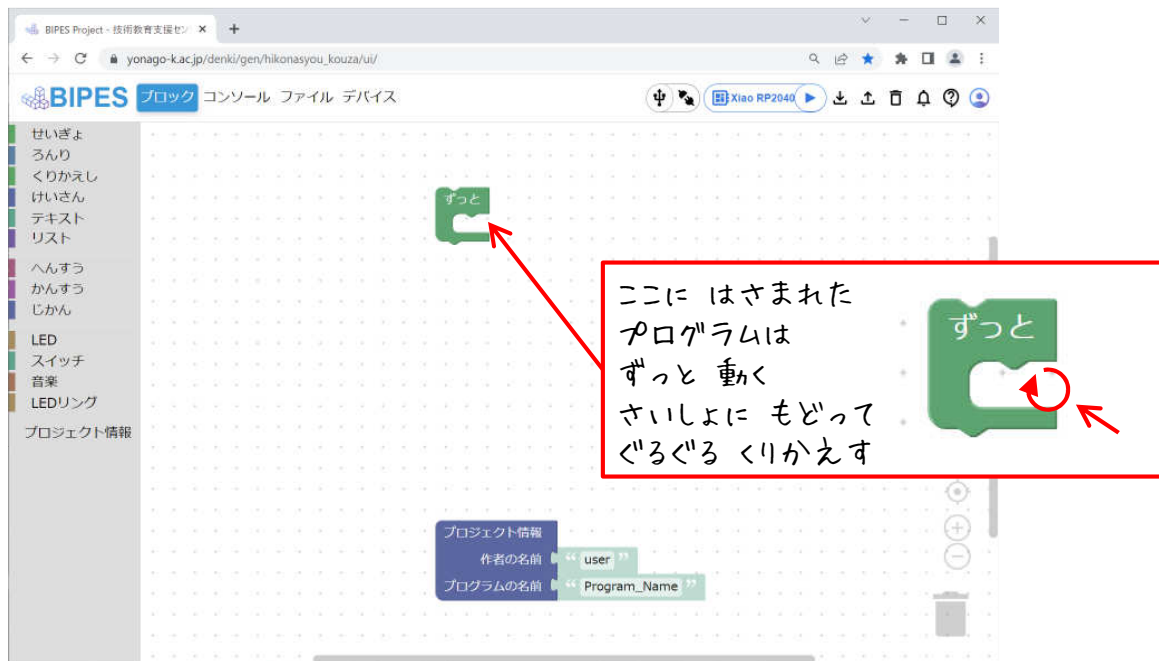 BIPES Project - 技術教育支援セン
yonago-k.ac.jp/denki/gen/hikonasyou_kouza/ui/
BIPES ブロック コンソール ファイル デバイス Xiao RP2040
せいぎょ
ろんり
くりかえし
けいさん
テキスト
リスト
へんすう
かんすう
じかん
LED
スイッチ
音楽
LEDリング
プロジェクト情報
ずっと
ここに はさまれた
プログラムは
ずっと 動く
さいしょに もどって
ぐるぐる くりかえす
ずっと
プロジェクト情報
作者の名前 “ user ”
プログラムの名前 “ Program_Name ”